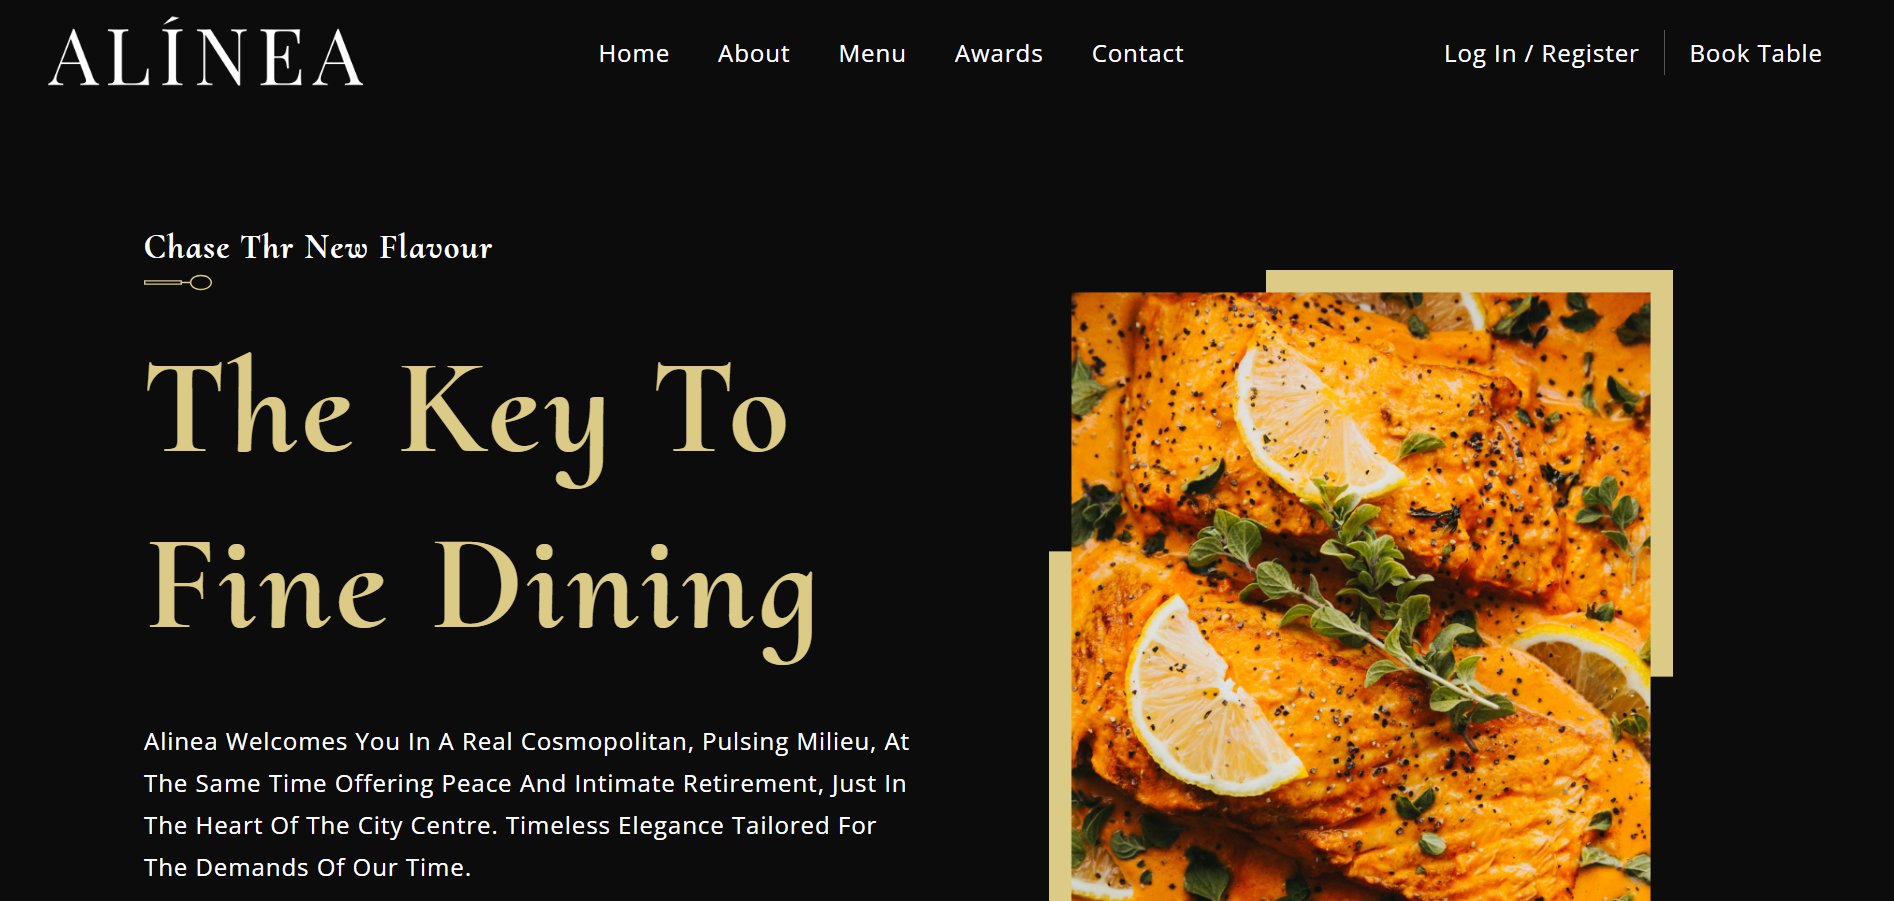 ALÍNEA
Home About Menu Awards Contact
Log In / Register Book Table
Chase Thr New Flavour
The Key To
Fine Dining
Alinea Welcomes You In A Real Cosmopolitan, Pulsing Milieu, At
The Same Time Offering Peace And Intimate Retirement, Just In
The Heart Of The City Centre. Timeless Elegance Tailored For
The Demands Of Our Time.